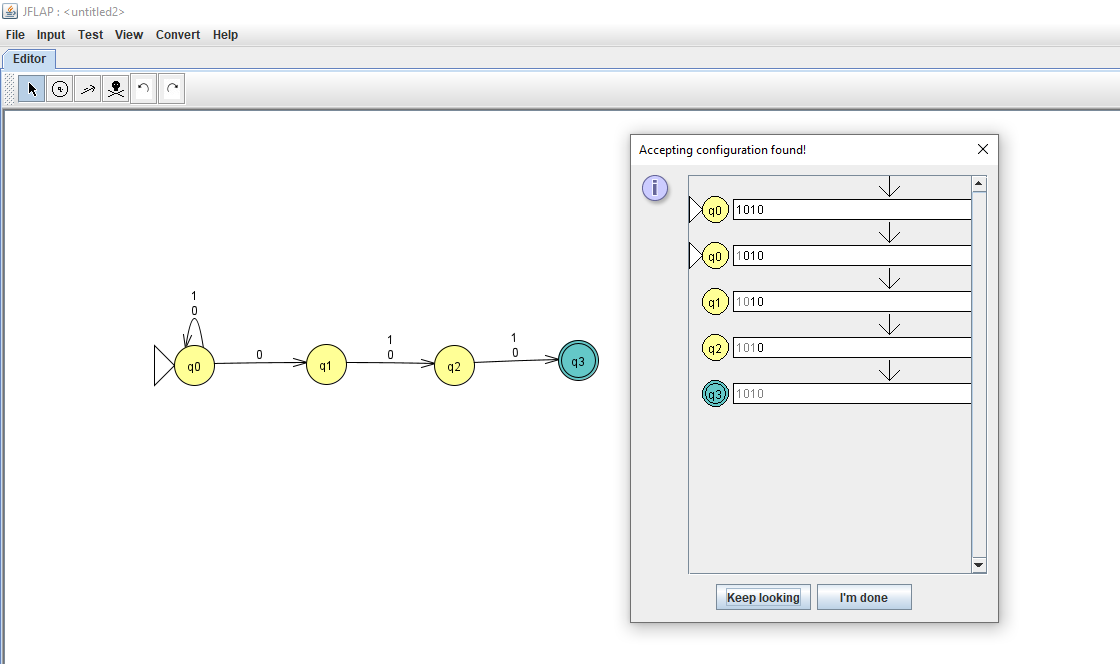 JFLAP : <untitled2>
File Input Test View Convert Help
Editor
1
0
q0
0
q1
1
0
q2
1
0
q3
Accepting configuration found!
q0 1010
q0 1010
q1 1010
q2 1010
q3 1010
Keep looking
I'm done